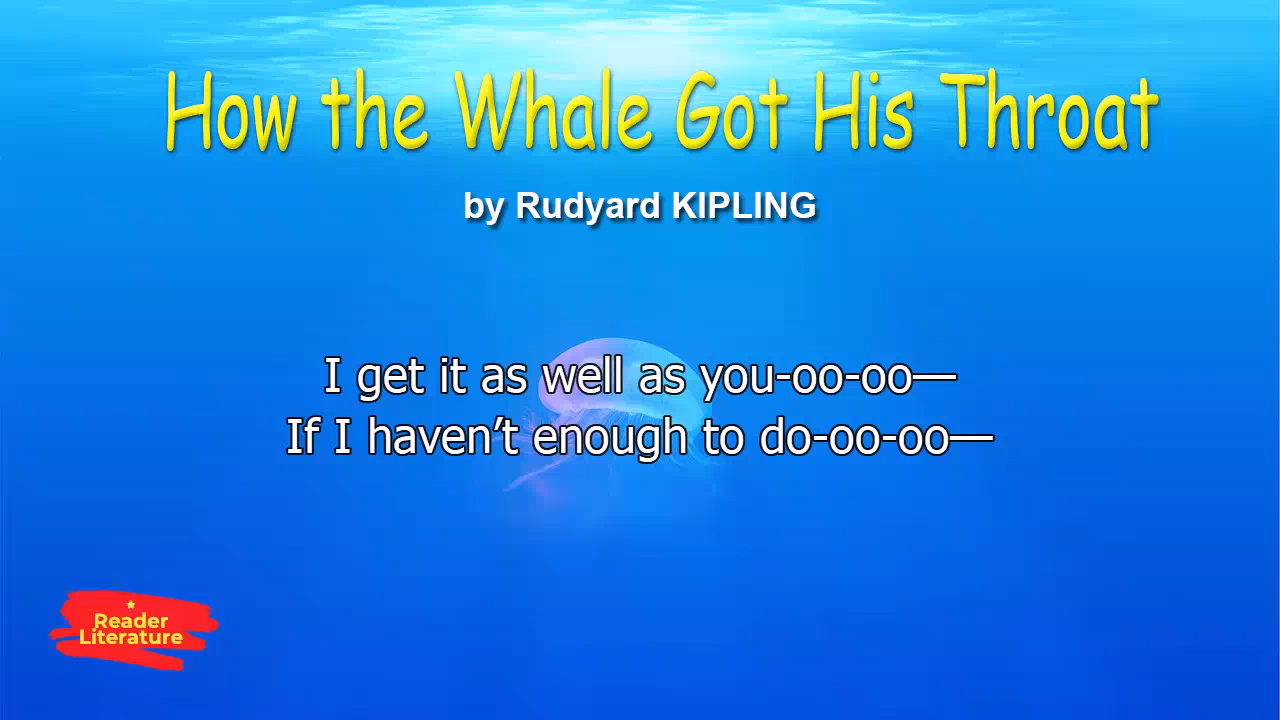 How the Whale Got His Throat
by Rudyard KIPLING
I get it as well as you-oo-oo—
If I haven’t enough to do-oo-oo—
Reader
Literature